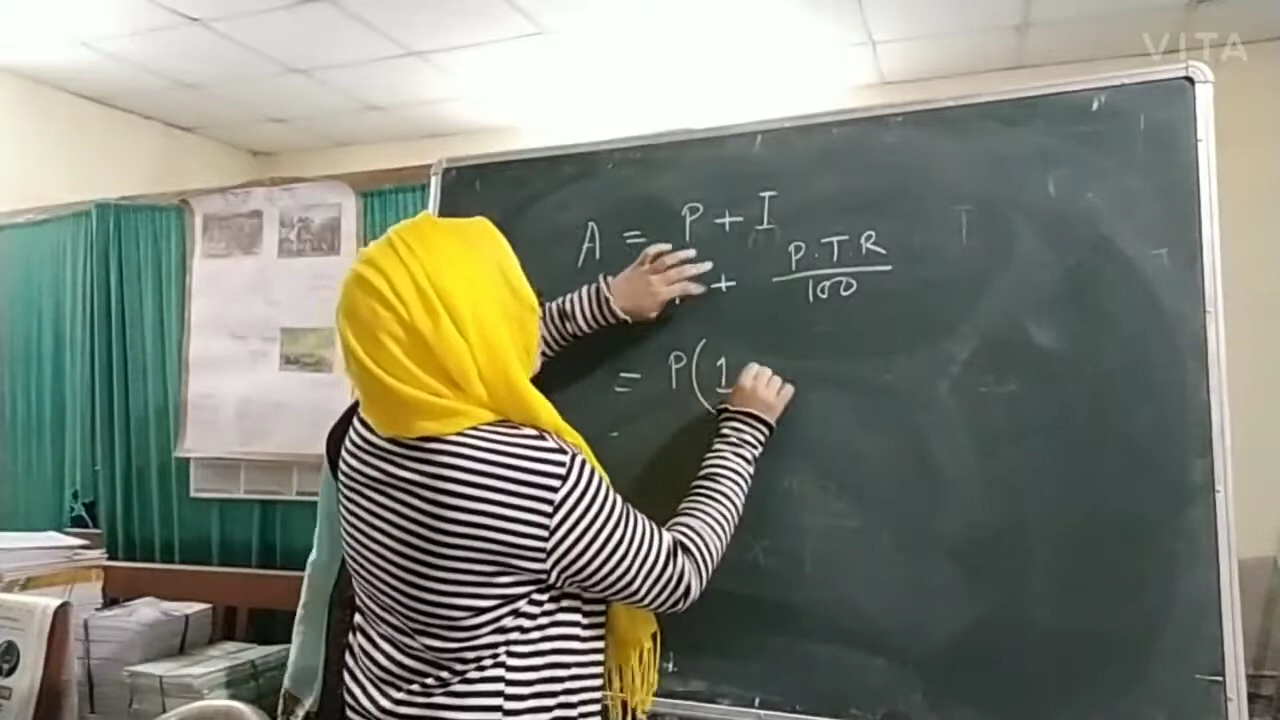 VITA
A = P + I
+ P.T.R / 100
= P(1